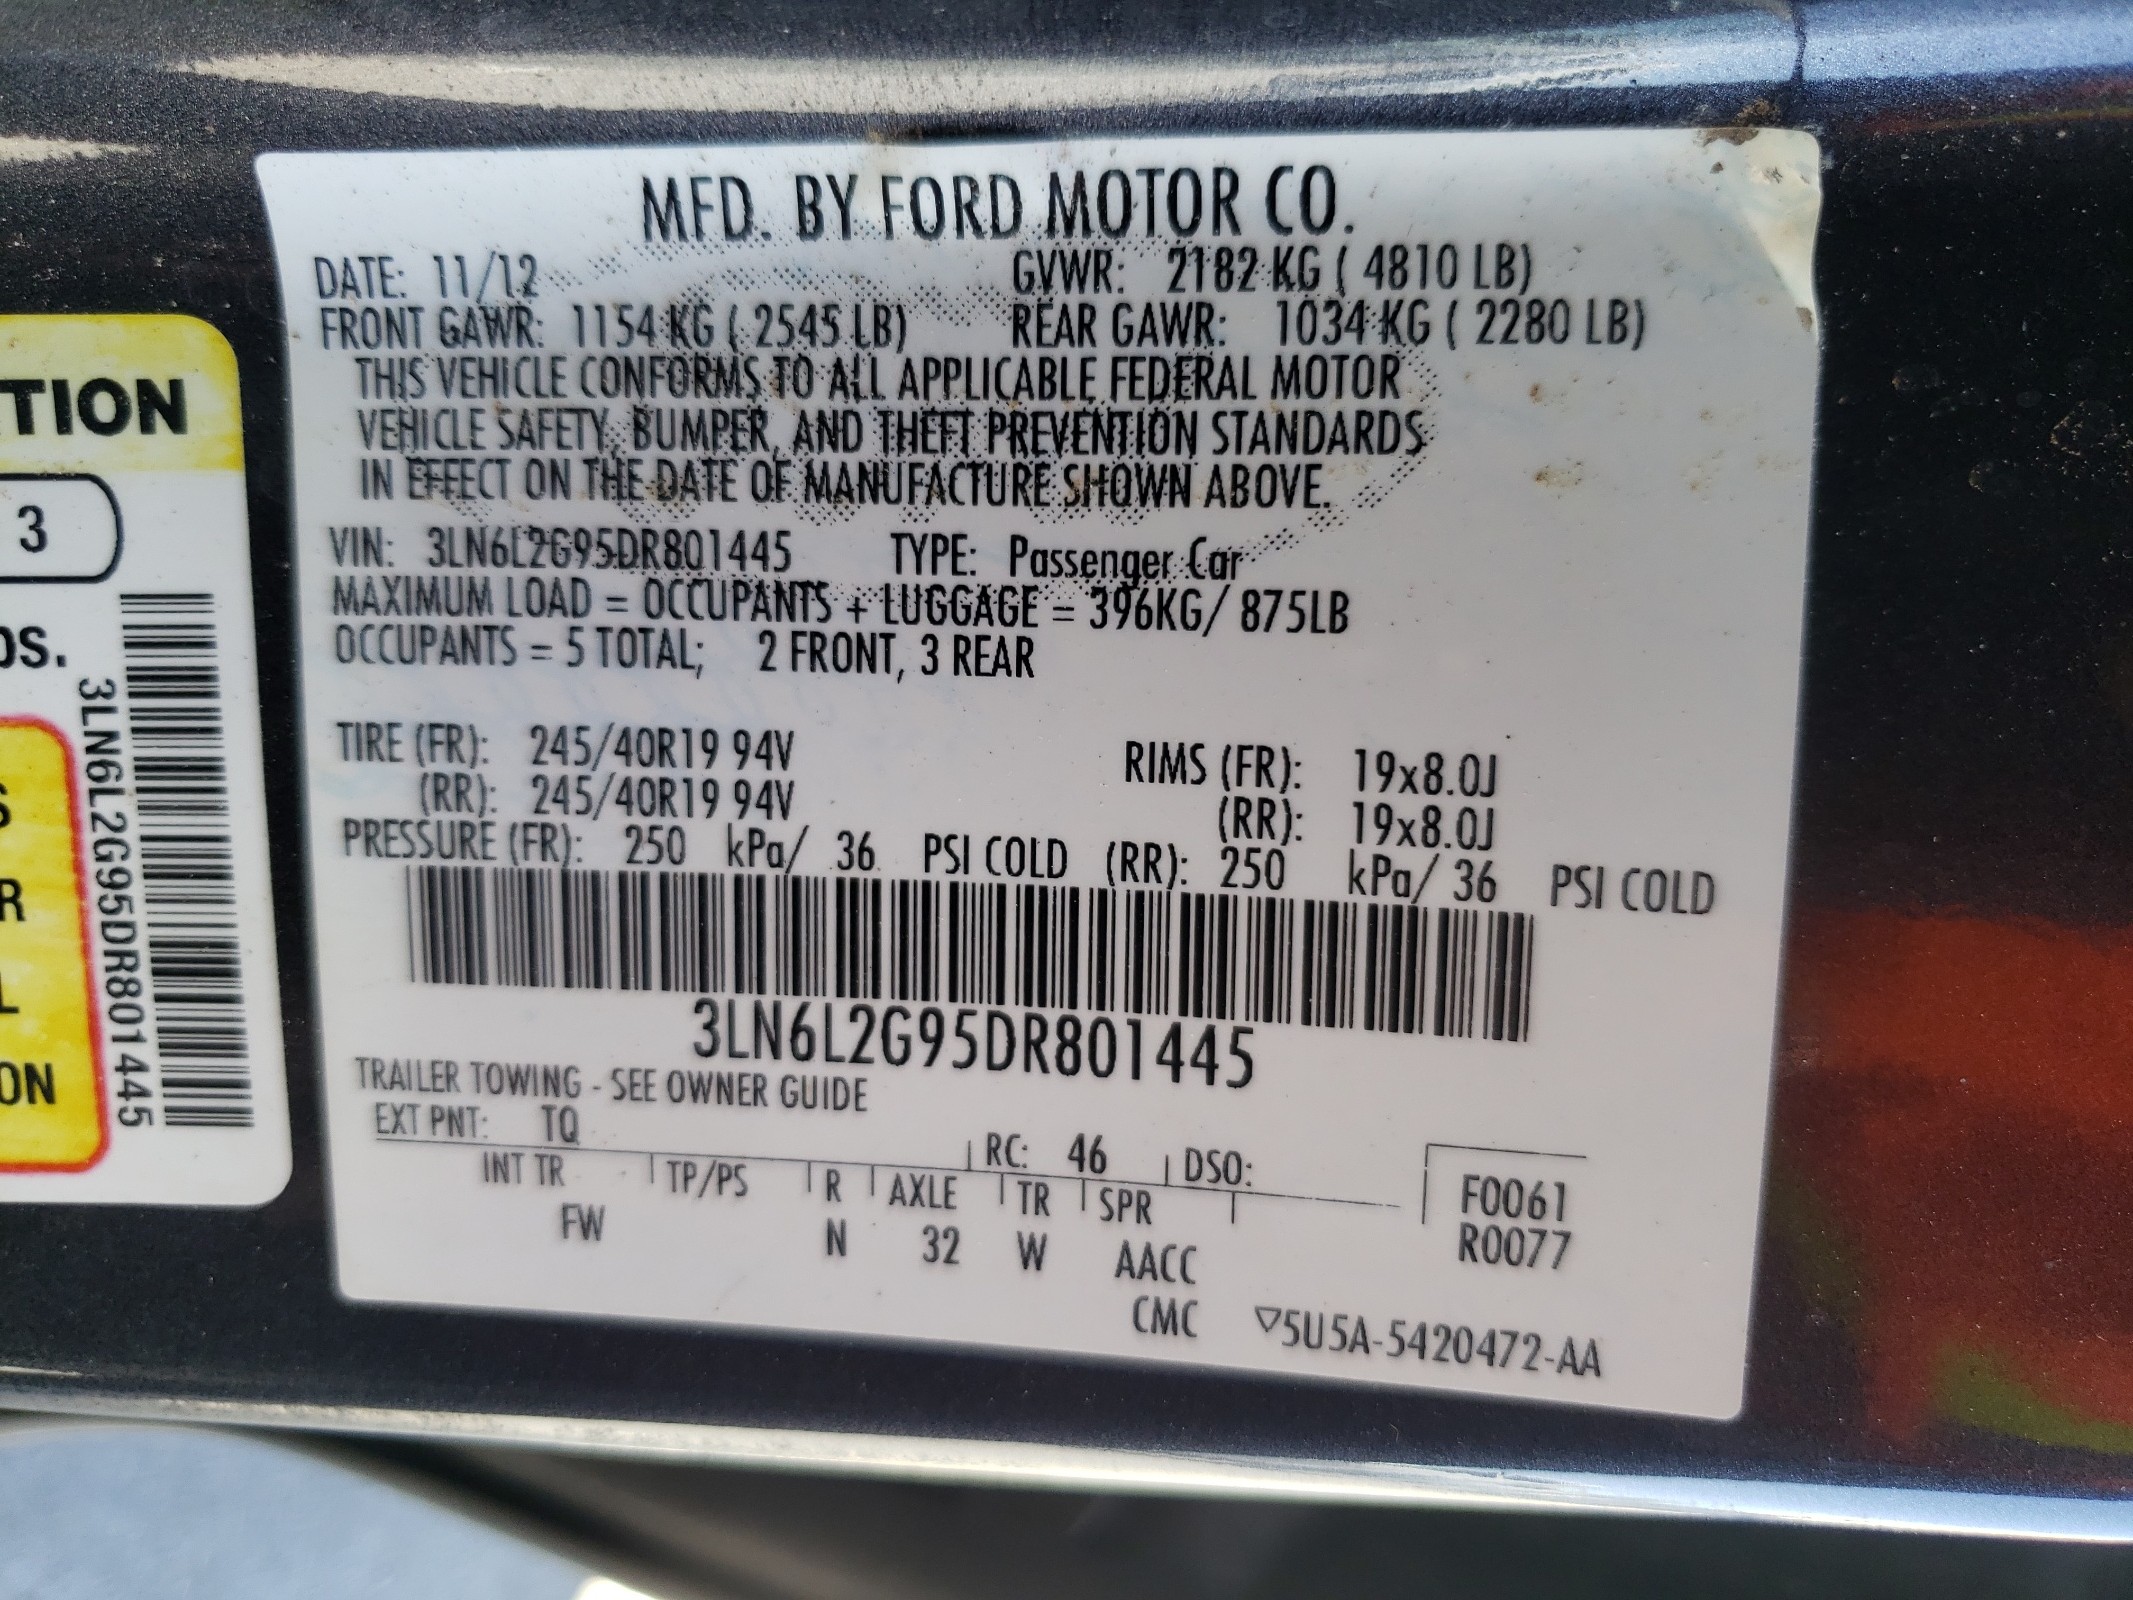 MFD. BY FORD MOTOR CO.
DATE: 11/12 GVWR: 2182 KG ( 4810 LB)
FRONT GAWR: 1154 KG ( 2545 LB) REAR GAWR: 1034 KG ( 2280 LB)
THIS VEHICLE CONFORMS TO ALL APPLICABLE FEDERAL MOTOR
VEHICLE SAFETY, BUMPER, AND THEFT PREVENTION STANDARDS
IN EFFECT ON THE DATE OF MANUFACTURE SHOWN ABOVE.
VIN: 3LN6L2G95DR801445 TYPE: Passenger Car
MAXIMUM LOAD = OCCUPANTS + LUGGAGE = 396KG/ 875LB
OCCUPANTS = 5 TOTAL; 2 FRONT, 3 REAR
TIRE (FR): 245/40R19 94V RIMS (FR): 19x8.0J
(RR): 245/40R19 94V (RR): 19x8.0J
PRESSURE (FR): 250 kPa/ 36 PSI COLD (RR): 250 kPa/ 36 PSI COLD
3LN6L2G95DR801445
TRAILER TOWING - SEE OWNER GUIDE
EXT PNT: TQ RC: 46 DSO:
INT TR TP/PS R AXLE TR SPR F0061
FW N 32 W AACC R0077
CMC ▽5U5A-5420472-AA
TION
3
OS.
S
R
L
ON
3LN6L2G95DR801445